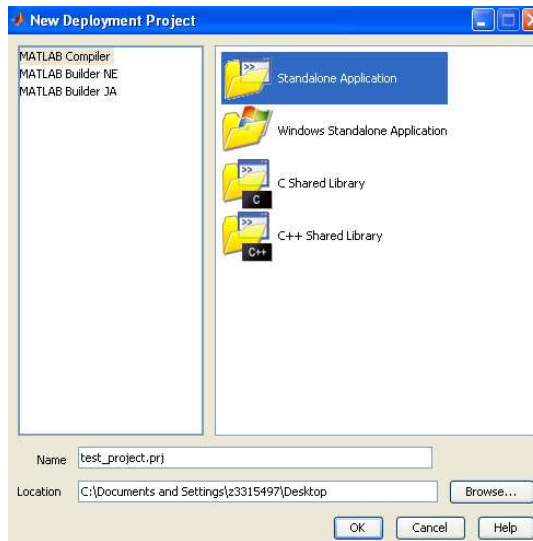 New Deployment Project
MATLAB Compiler
MATLAB Builder NE
MATLAB Builder JA
>> Standalone Application
Windows Standalone Application
>> C Shared Library
C
>> C++ Shared Library
C++
Name test_project.prj
Location C:\Documents and Settings\z3315497\Desktop Browse...
OK Cancel Help